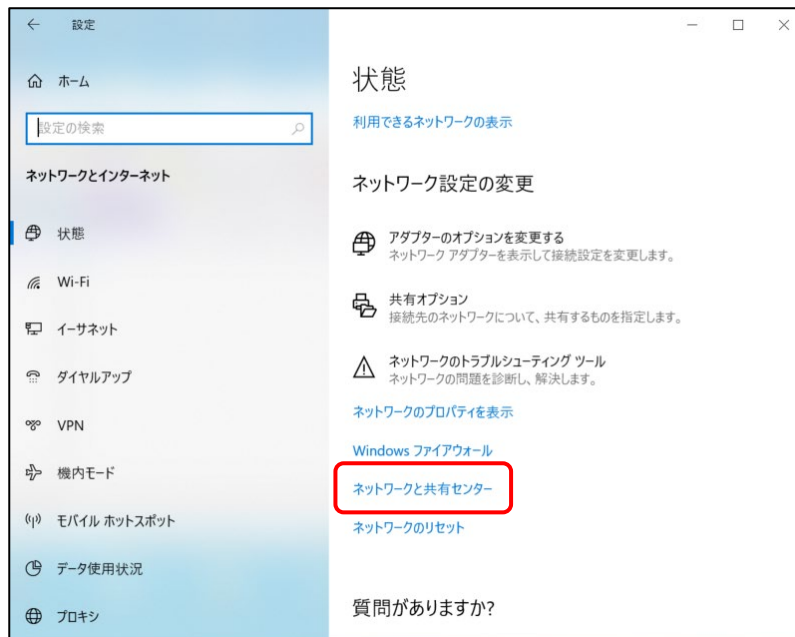 設定
ホーム
設定の検索
ネットワークとインターネット
状態
Wi-Fi
イーサネット
ダイヤルアップ
VPN
機内モード
モバイル ホットスポット
データ使用状況
プロキシ
状態
利用できるネットワークの表示
ネットワーク設定の変更
アダプターのオプションを変更する
ネットワーク アダプターを表示して接続設定を変更します。
共有オプション
接続先のネットワークについて、共有するものを指定します。
ネットワークのトラブルシューティング ツール
ネットワークの問題を診断し、解決します。
ネットワークのプロパティを表示
Windows ファイアウォール
ネットワークと共有センター
ネットワークのリセット
質問がありますか?